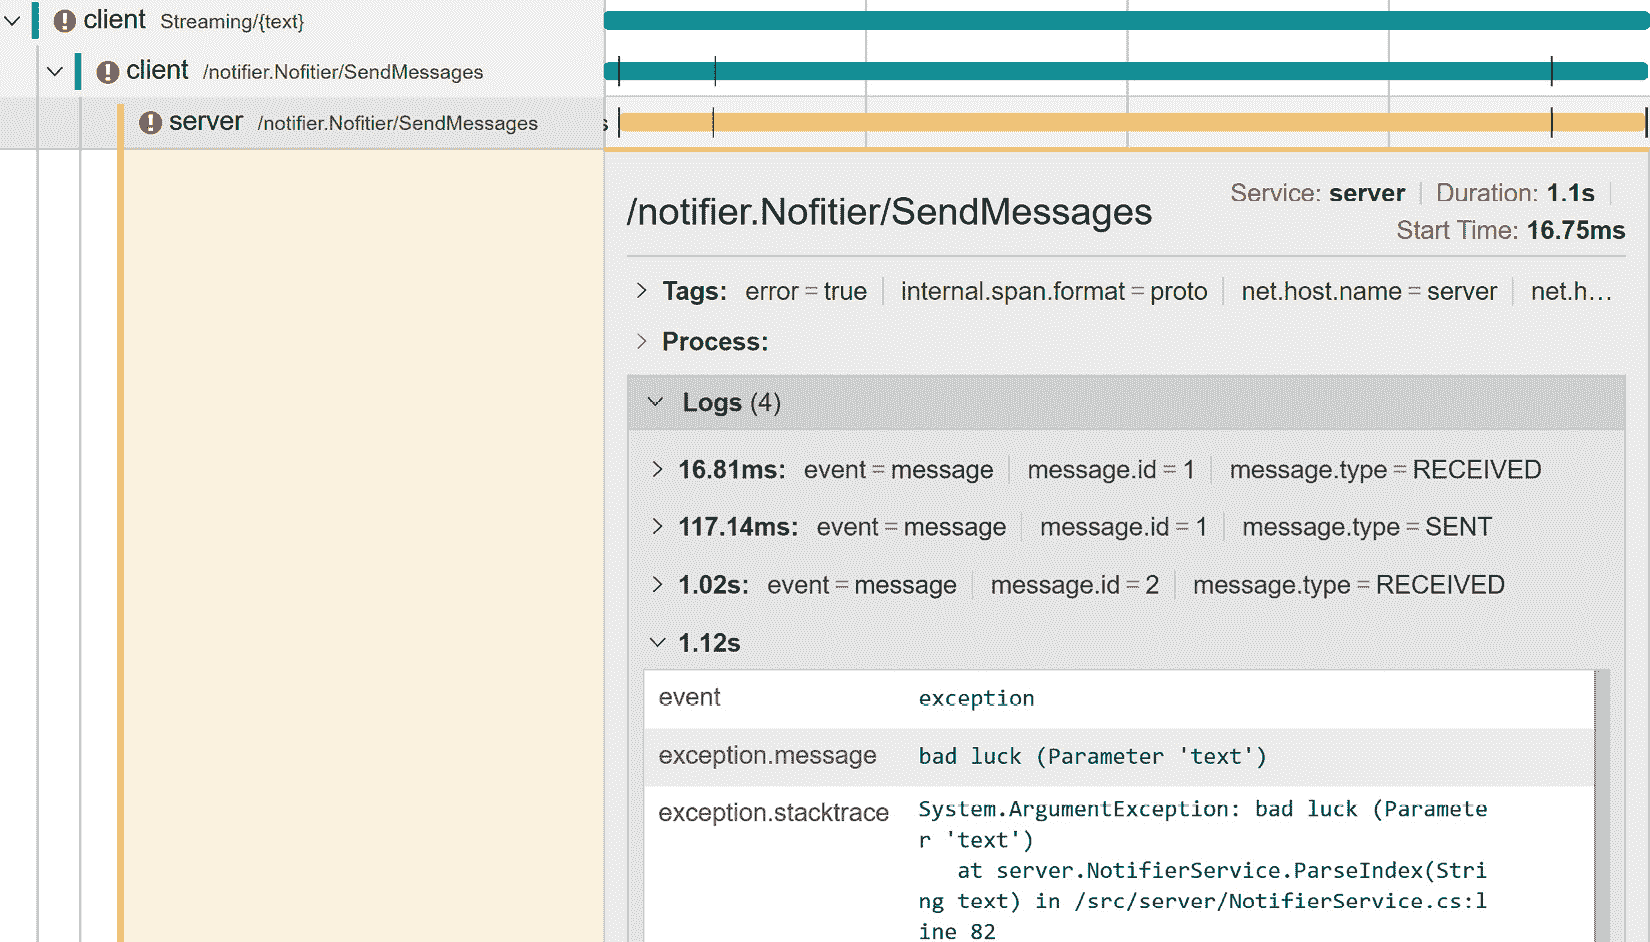 client Streaming/{text}
client /notifier.Nofitier/SendMessages
server /notifier.Nofitier/SendMessages
s
/notifier.Nofitier/SendMessages
Service: server Duration: 1.1s
Start Time: 16.75ms
Tags: error = true internal.span.format = proto net.host.name = server net.h…
Process:
Logs (4)
16.81ms: event = message message.id = 1 message.type = RECEIVED
117.14ms: event = message message.id = 1 message.type = SENT
1.02s: event = message message.id = 2 message.type = RECEIVED
1.12s
event exception
exception.message bad luck (Parameter 'text')
exception.stacktrace System.ArgumentException: bad luck (Paramete
r 'text')
at server.NotifierService.ParseIndex(Stri
ng text) in /src/server/NotifierService.cs:l
ine 82